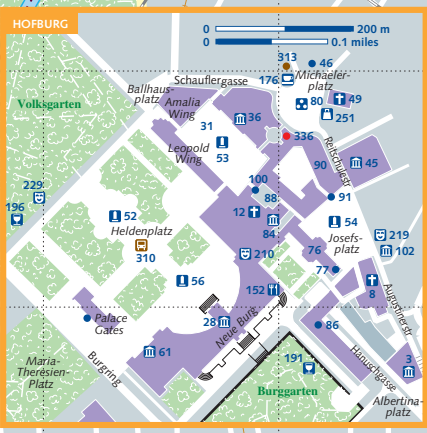 HOFBURG
0 200 m
0 0.1 miles
313
46
Schauflergasse
176
Michaeler-
platz
Ballhaus-
platz
Volksgarten
Amalia
Wing
80
49
251
36
31
336
Leopold
Wing
53
Reitschulestr
90
45
100
88
91
229
196
52
12
84
54
Heldenplatz
310
Josefs-
platz
219
102
76
210
77
56
152
8
Augustinerstr
Palace
Gates
28
Neue Burg
86
61
Maria-
Theresien-
Platz
Burgring
191
Burggarten
Hanuschgasse
3
Albertina-
platz